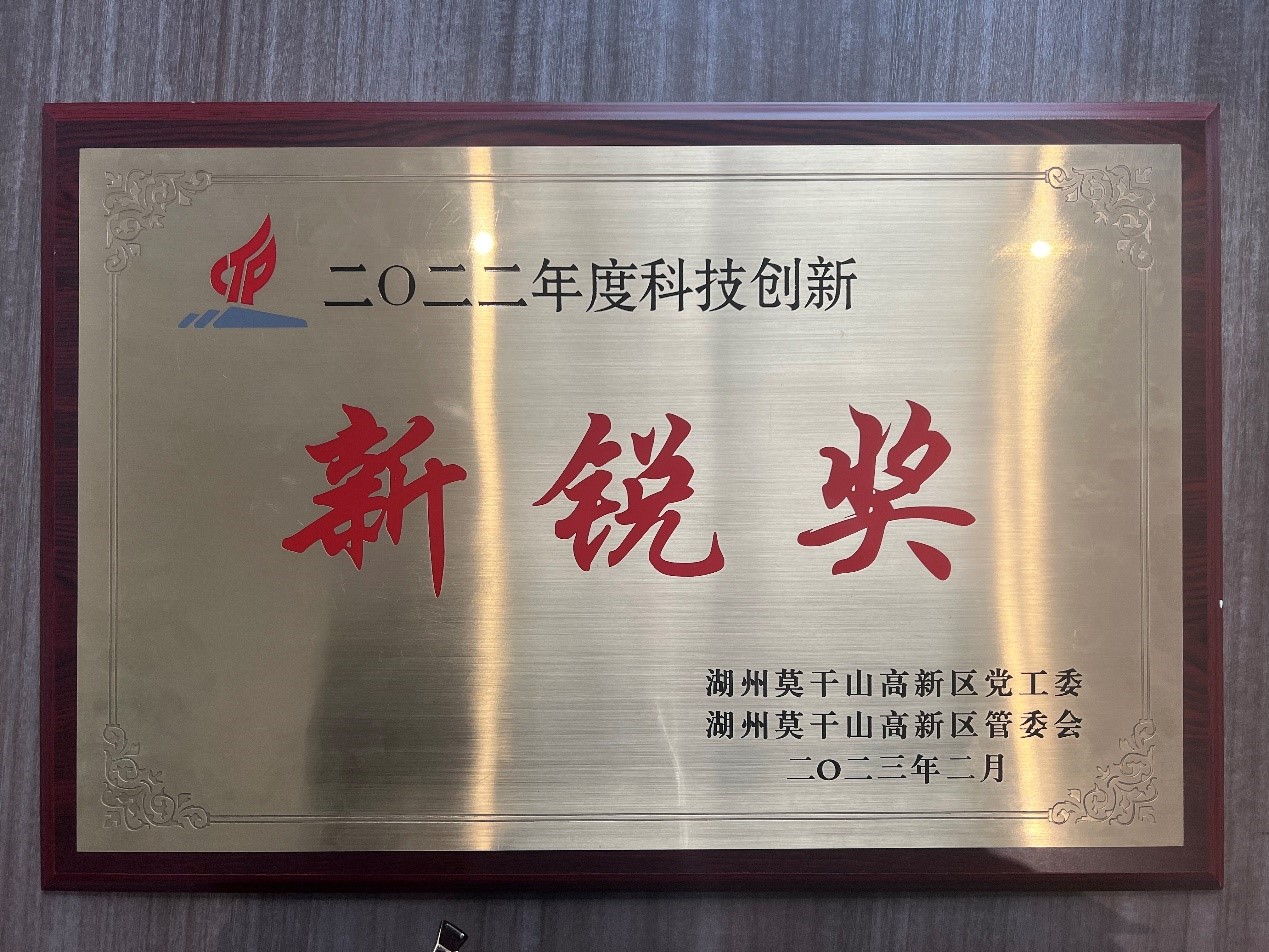 CTP
二〇二二年度科技创新
新锐奖
湖州莫干山高新区党工委
湖州莫干山高新区管委会
二〇二三年二月